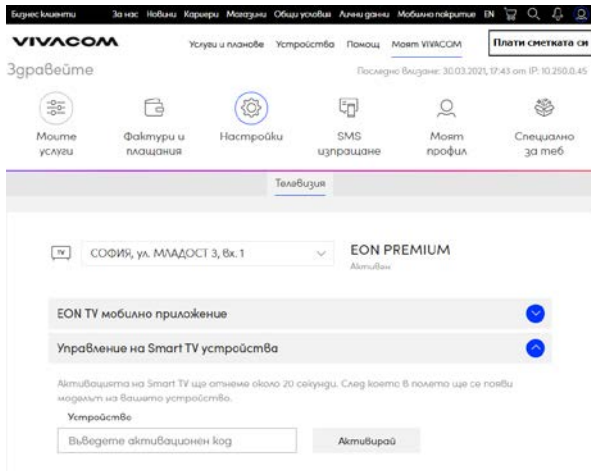 Бизнес клиенти За нас Новини Кариери Магазини Общи условия Лични данни Мобилно покритие EN
VIVACOM Услуги и планове Устройства Помощ Моят VIVACOM Плати сметката си
Здравейте Последно влизане: 30.03.2021, 17:43 от IP: 10.250.0.45
Моите услуги
Фактури и плащания
Настройки
SMS изпращане
Моят профил
Специално за теб
Телевизия
TV СОФИЯ, ул. МЛАДОСТ 3, вх. 1 EON PREMIUM
Активен
EON TV мобилно приложение
Управление на Smart TV устройства
Активацията на Smart TV ще отнеме около 20 секунди. След което в полето ще се появи
моделът на вашето устройство.
Устройство
Въведете активационен код Активирай